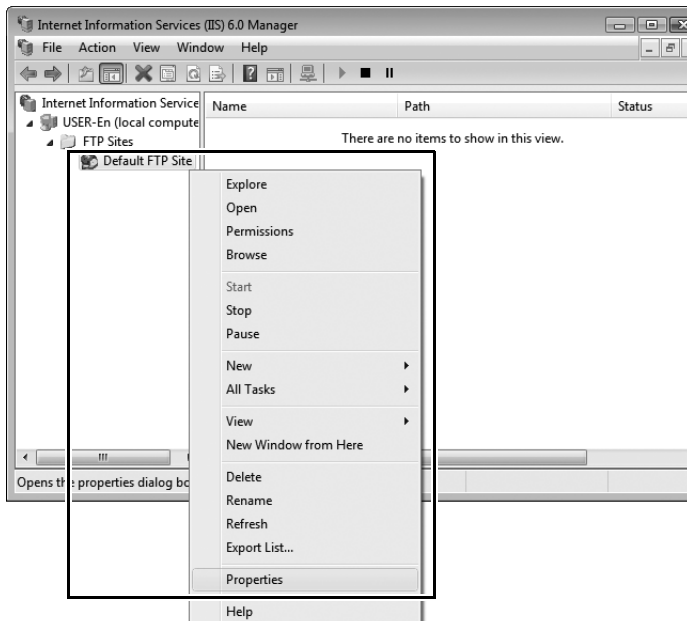 Internet Information Services (IIS) 6.0 Manager
File Action View Window Help
Internet Information Service
USER-En (local compute
FTP Sites
Default FTP Site
Name Path Status
There are no items to show in this view.
Explore
Open
Permissions
Browse
Start
Stop
Pause
New
All Tasks
View
New Window from Here
Delete
Rename
Refresh
Export List...
Properties
Help
Opens the properties dialog bo